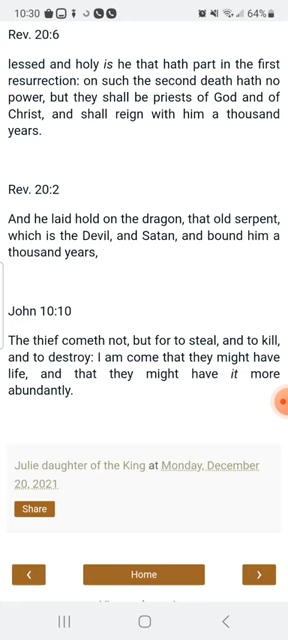 10:30 64%
Rev. 20:6
lessed and holy is he that hath part in the first
resurrection: on such the second death hath no
power, but they shall be priests of God and of
Christ, and shall reign with him a thousand
years.
Rev. 20:2
And he laid hold on the dragon, that old serpent,
which is the Devil, and Satan, and bound him a
thousand years,
John 10:10
The thief cometh not, but for to steal, and to kill,
and to destroy: I am come that they might have
life, and that they might have it more
abundantly.
Julie daughter of the King at Monday, December
20, 2021
Share
‹ Home ›